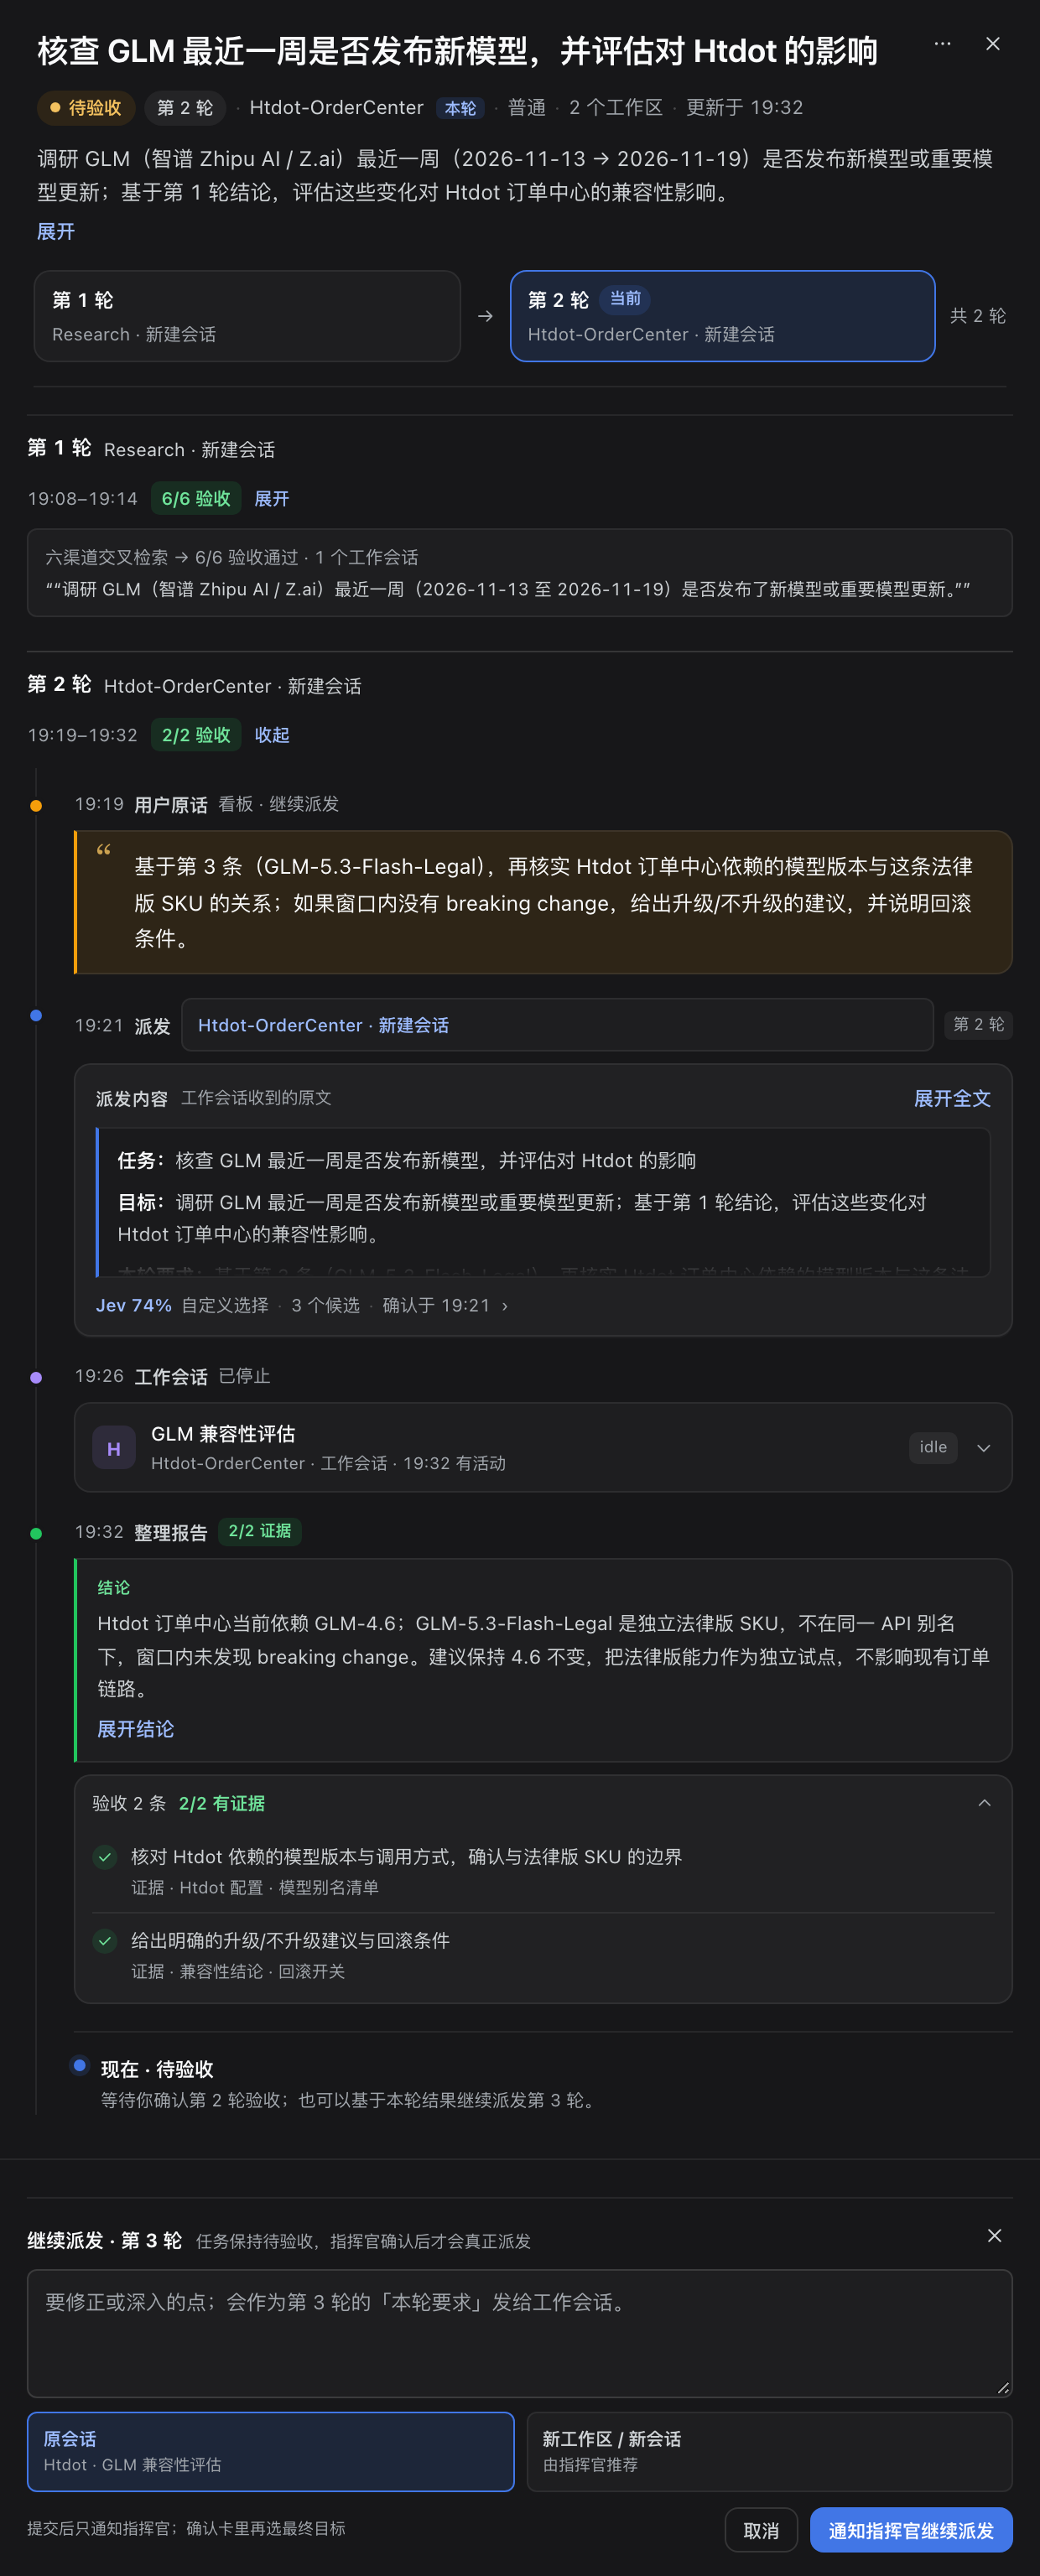 核查 GLM 最近一周是否发布新模型，并评估对 Htdot 的影响
待验收 第 2 轮 · Htdot-OrderCenter 本轮 · 普通 · 2 个工作区 · 更新于 19:32
调研 GLM（智谱 Zhipu AI / Z.ai）最近一周（2026-11-13 → 2026-11-19）是否发布新模型或重要模
型更新；基于第 1 轮结论，评估这些变化对 Htdot 订单中心的兼容性影响。
展开
第 1 轮
Research · 新建会话
→
第 2 轮 当前
Htdot-OrderCenter · 新建会话
共 2 轮
第 1 轮 Research · 新建会话
19:08–19:14 6/6 验收 展开
六渠道交叉检索 → 6/6 验收通过 · 1 个工作会话
““调研 GLM（智谱 Zhipu AI / Z.ai）最近一周（2026-11-13 至 2026-11-19）是否发布了新模型或重要模型更新。””
第 2 轮 Htdot-OrderCenter · 新建会话
19:19–19:32 2/2 验收 收起
19:19 用户原话 看板 · 继续派发
“ 基于第 3 条（GLM-5.3-Flash-Legal），再核实 Htdot 订单中心依赖的模型版本与这条法律
版 SKU 的关系；如果窗口内没有 breaking change，给出升级/不升级的建议，并说明回滚
条件。
19:21 派发 Htdot-OrderCenter · 新建会话 第 2 轮
派发内容 工作会话收到的原文 展开全文
任务：核查 GLM 最近一周是否发布新模型，并评估对 Htdot 的影响
目标：调研 GLM 最近一周是否发布新模型或重要模型更新；基于第 1 轮结论，评估这些变化对
Htdot 订单中心的兼容性影响。
本轮要求：基于第 3 条（GLM-5.3-Flash-Legal），再核实 Htdot 订单中心依赖的模型版本与这条法
Jev 74% 自定义选择 · 3 个候选 · 确认于 19:21 ›
19:26 工作会话 已停止
H
GLM 兼容性评估
Htdot-OrderCenter · 工作会话 · 19:32 有活动
idle
19:32 整理报告 2/2 证据
结论
Htdot 订单中心当前依赖 GLM-4.6；GLM-5.3-Flash-Legal 是独立法律版 SKU，不在同一 API 别名
下，窗口内未发现 breaking change。建议保持 4.6 不变，把法律版能力作为独立试点，不影响现有订单
链路。
展开结论
验收 2 条 2/2 有证据
核对 Htdot 依赖的模型版本与调用方式，确认与法律版 SKU 的边界
证据 · Htdot 配置 · 模型别名清单
给出明确的升级/不升级建议与回滚条件
证据 · 兼容性结论 · 回滚开关
现在 · 待验收
等待你确认第 2 轮验收；也可以基于本轮结果继续派发第 3 轮。
继续派发 · 第 3 轮 任务保持待验收，指挥官确认后才会真正派发
要修正或深入的点；会作为第 3 轮的「本轮要求」发给工作会话。
原会话
Htdot · GLM 兼容性评估
新工作区 / 新会话
由指挥官推荐
提交后只通知指挥官；确认卡里再选最终目标
取消
通知指挥官继续派发